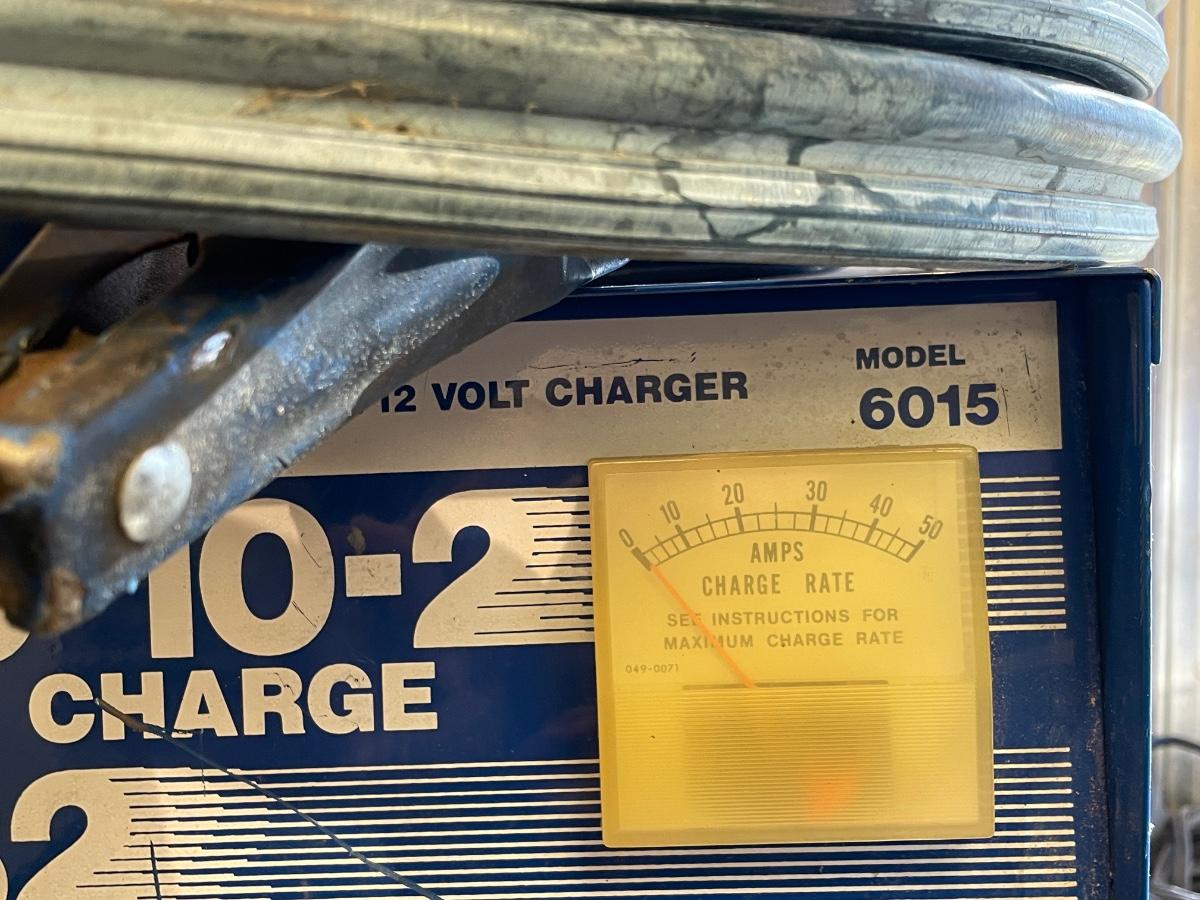 12 VOLT CHARGER
MODEL
6015
10-2
CHARGE
2
0 10 20 30 40 50
AMPS
CHARGE RATE
SEE INSTRUCTIONS FOR
MAXIMUM CHARGE RATE
049-0071